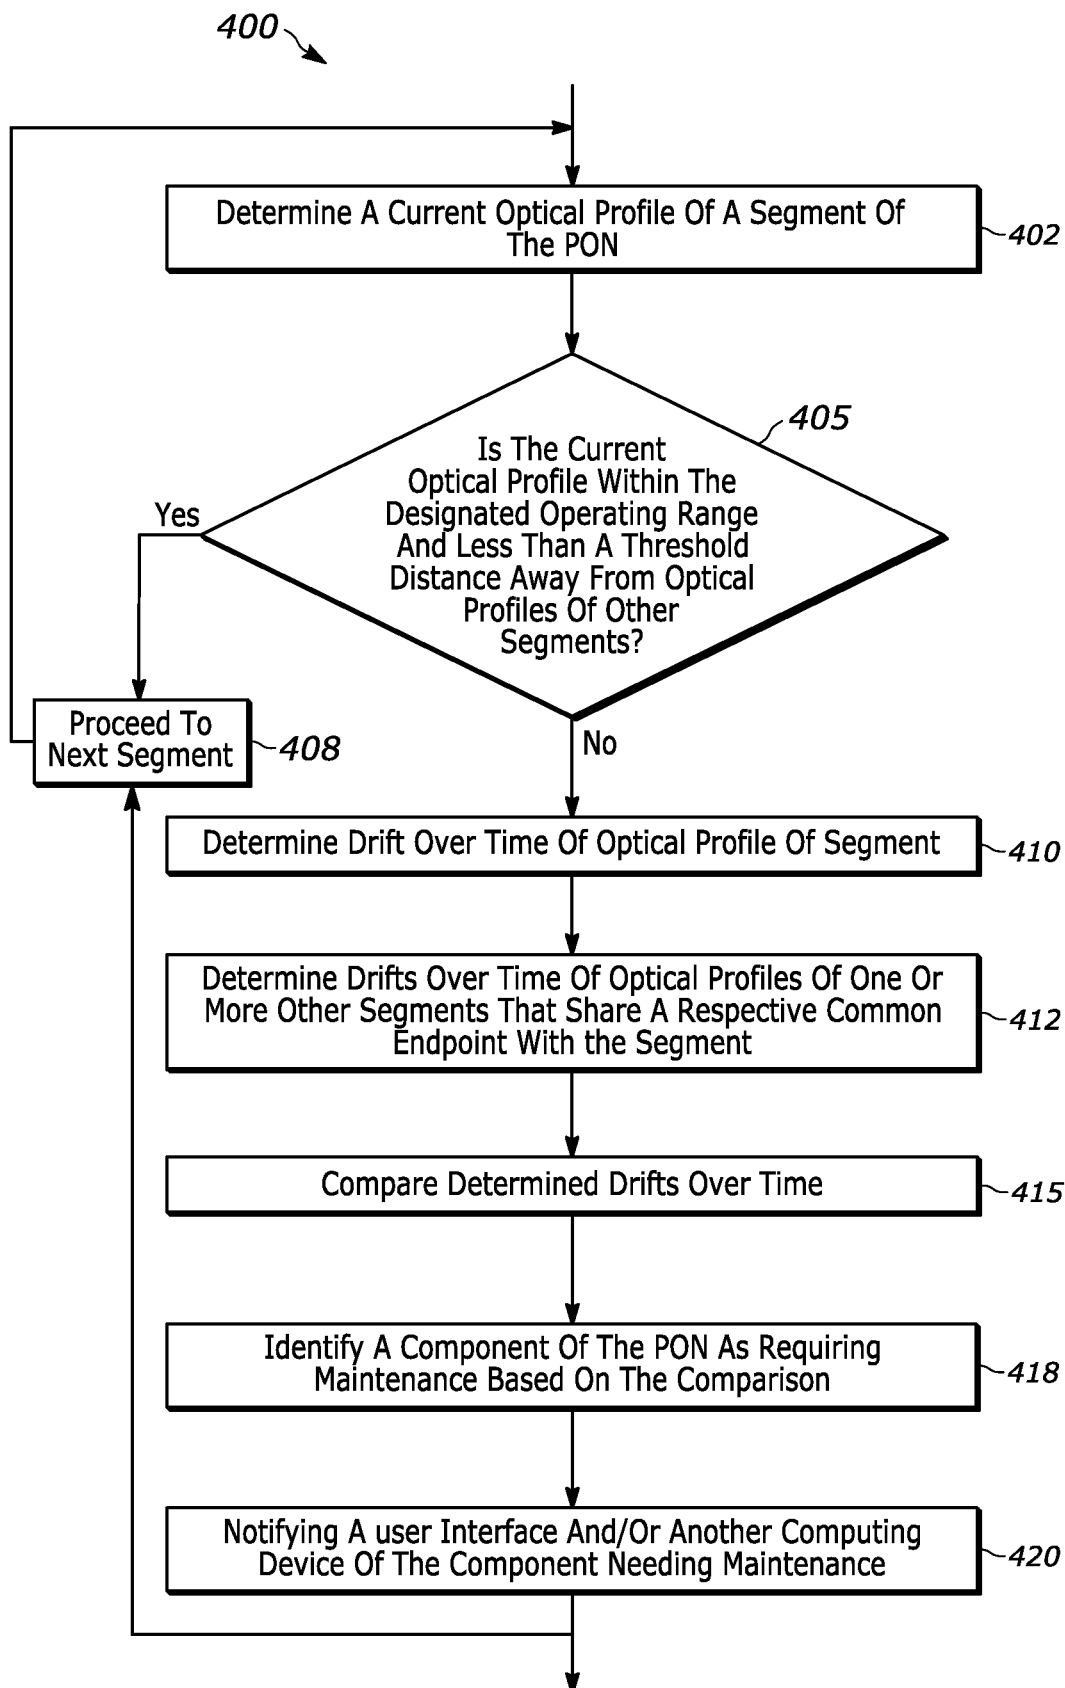 400
Determine A Current Optical Profile Of A Segment Of
The PON
402
405
Is The Current
Optical Profile Within The
Designated Operating Range
And Less Than A Threshold
Distance Away From Optical
Profiles Of Other
Segments?
Yes
Proceed To
Next Segment
408
No
Determine Drift Over Time Of Optical Profile Of Segment
410
Determine Drifts Over Time Of Optical Profiles Of One Or
More Other Segments That Share A Respective Common
Endpoint With the Segment
412
Compare Determined Drifts Over Time
415
Identify A Component Of The PON As Requiring
Maintenance Based On The Comparison
418
Notifying A user Interface And/Or Another Computing
Device Of The Component Needing Maintenance
420